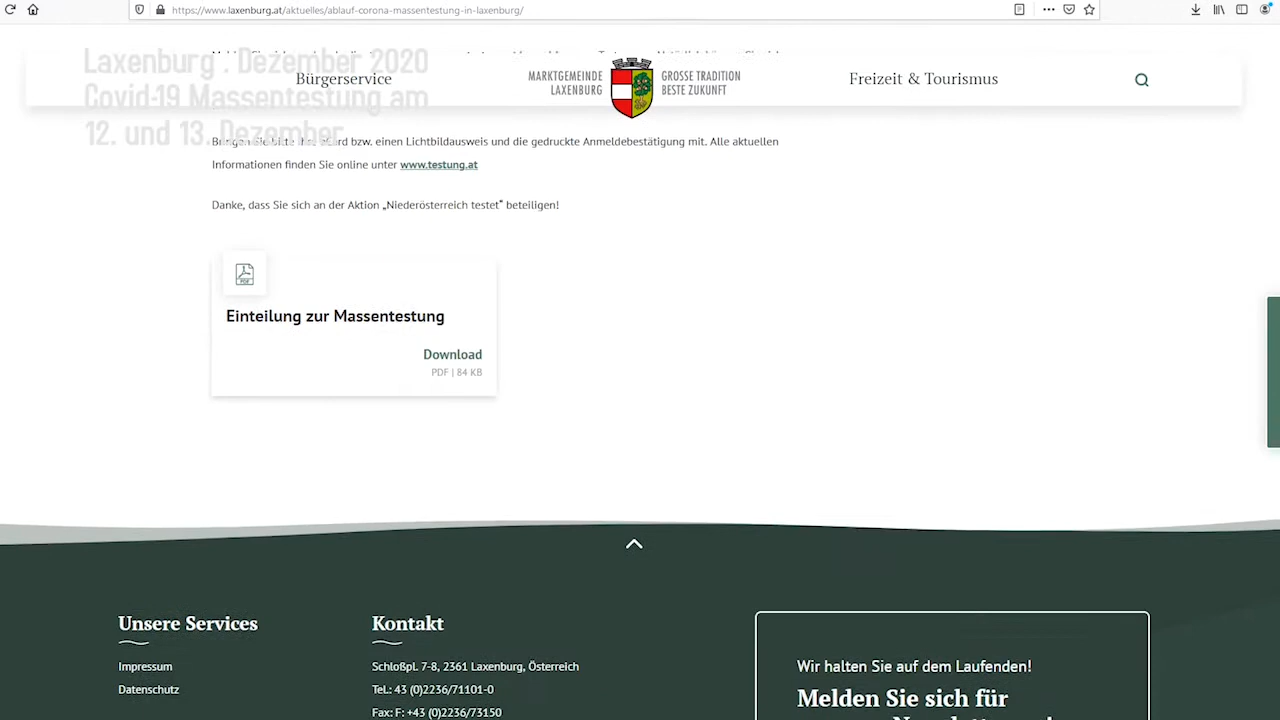 https://www.laxenburg.at/aktuelles/ablauf-corona-massentestung-in-laxenburg/
Laxenburg . Dezember 2020
Covid-19 Massentestung am
12. und 13. Dezember
Bürgerservice
MARKTGEMEINDE
LAXENBURG
GROSSE TRADITION
BESTE ZUKUNFT
Freizeit & Tourismus
Bringen Sie bitte Ihre eCard bzw. einen Lichtbildausweis und die gedruckte Anmeldebestätigung mit. Alle aktuellen
Informationen finden Sie online unter www.testung.at
Danke, dass Sie sich an der Aktion „Niederösterreich testet“ beteiligen!
PDF
Einteilung zur Massentestung
Download
PDF | 84 KB
Unsere Services
Impressum
Datenschutz
Kontakt
Schloßpl. 7-8, 2361 Laxenburg, Österreich
Tel.: 43 (0)2236/71101-0
Fax: F: +43 (0)2236/73150
Wir halten Sie auf dem Laufenden!
Melden Sie sich für